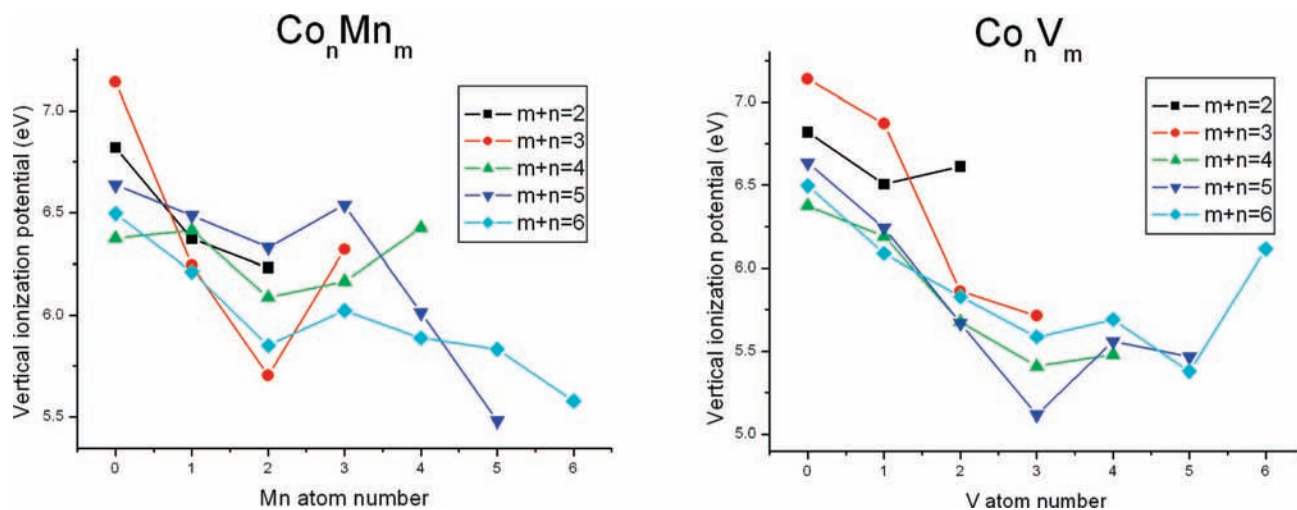 Co_nMn_m
Vertical ionization potential (eV)
7.0
6.5
6.0
5.5
m+n=2
m+n=3
m+n=4
m+n=5
m+n=6
0 1 2 3 4 5 6
Mn atom number
Co_nV_m
Vertical ionization potential (eV)
7.0
6.5
6.0
5.5
5.0
m+n=2
m+n=3
m+n=4
m+n=5
m+n=6
0 1 2 3 4 5 6
V atom number